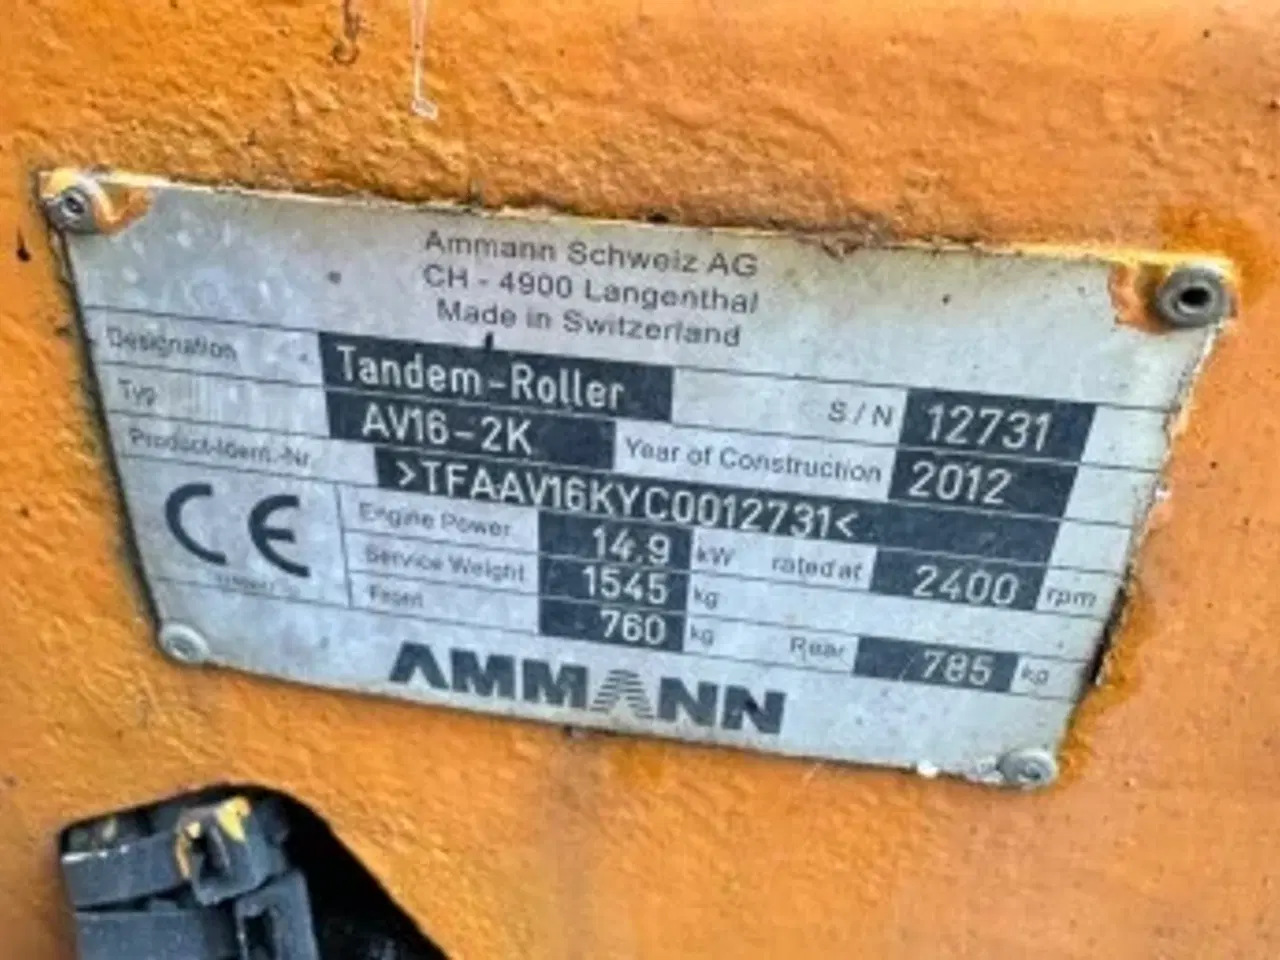 Ammann Schweiz AG
CH - 4900 Langenthal
Made in Switzerland
Designation Tandem-Roller S/N 12731
Typ AV16-2K Year of Construction 2012
Product-Ident.-Nr. >TFAAV16KYC0012731<
CE Engine Power 14.9 kW rated at 2400 rpm
Service Weight 1545 kg
760 kg Rear 785 kg
AMMANN